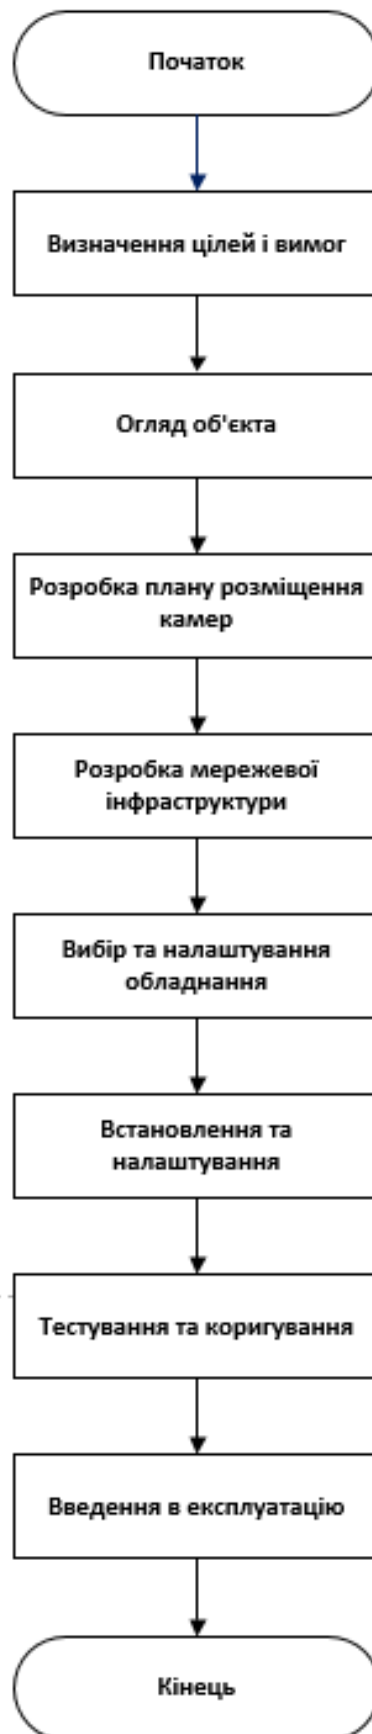 Початок
Визначення цілей і вимог
Огляд об'єкта
Розробка плану розміщення
камер
Розробка мережевої
інфраструктури
Вибір та налаштування
обладнання
Встановлення та
налаштування
Тестування та коригування
Введення в експлуатацію
Кінець